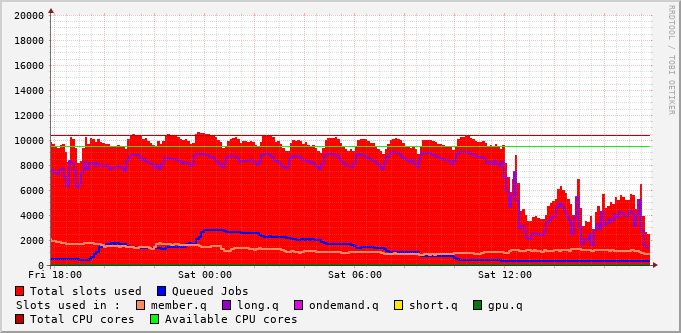 20000
18000
16000
14000
12000
10000
8000
6000
4000
2000
0
Fri 18:00 Sat 00:00 Sat 06:00 Sat 12:00
RRDTOOL / TOBI OETIKER
Total slots used Queued Jobs
Slots used in : member.q long.q ondemand.q short.q gpu.q
Total CPU cores Available CPU cores